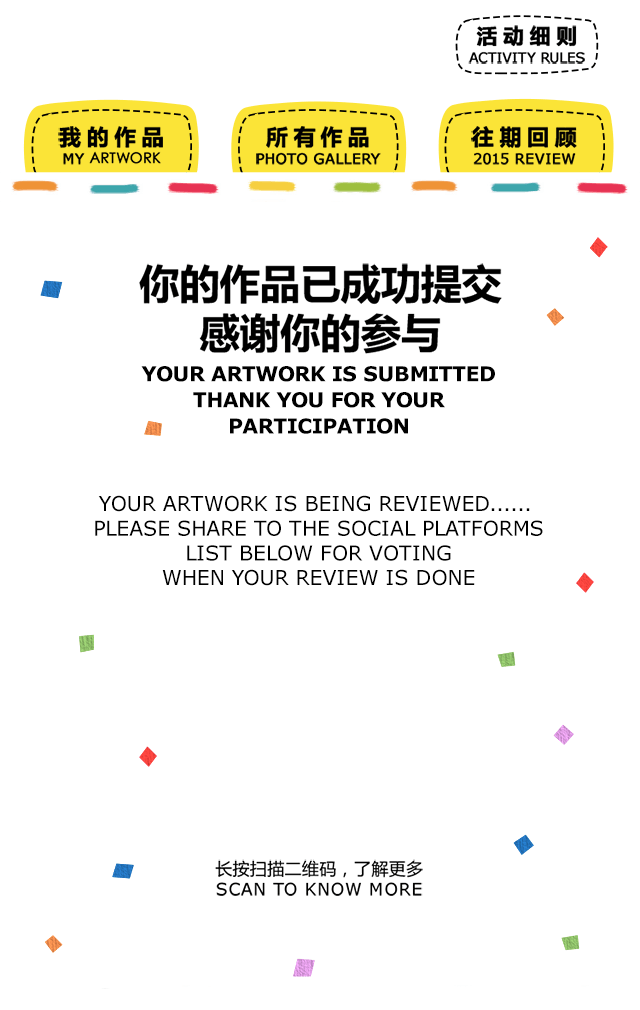 活动细则
ACTIVITY RULES
我的作品
MY ARTWORK
所有作品
PHOTO GALLERY
往期回顾
2015 REVIEW
你的作品已成功提交
感谢你的参与
YOUR ARTWORK IS SUBMITTED
THANK YOU FOR YOUR
PARTICIPATION
YOUR ARTWORK IS BEING REVIEWED......
PLEASE SHARE TO THE SOCIAL PLATFORMS
LIST BELOW FOR VOTING
WHEN YOUR REVIEW IS DONE
长按扫描二维码，了解更多
SCAN TO KNOW MORE